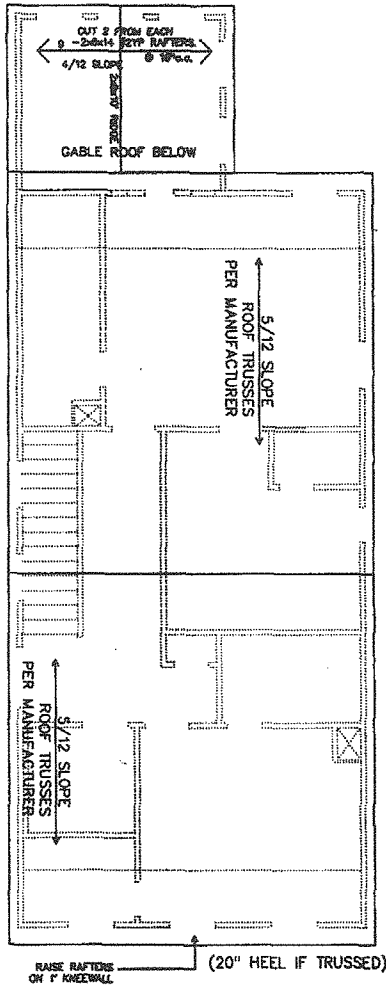 CUT 2 FROM EACH
9 -2x6x14 #2YP RAFTERS
@ 16"o.c.
4/12 SLOPE
2x8x10' RIDGE
GABLE ROOF BELOW
5/12 SLOPE
ROOF TRUSSES
PER MANUFACTURER
5/12 SLOPE
ROOF TRUSSES
PER MANUFACTURER
RAISE RAFTERS
ON 1' KNEEWALL
(20" HEEL IF TRUSSED)